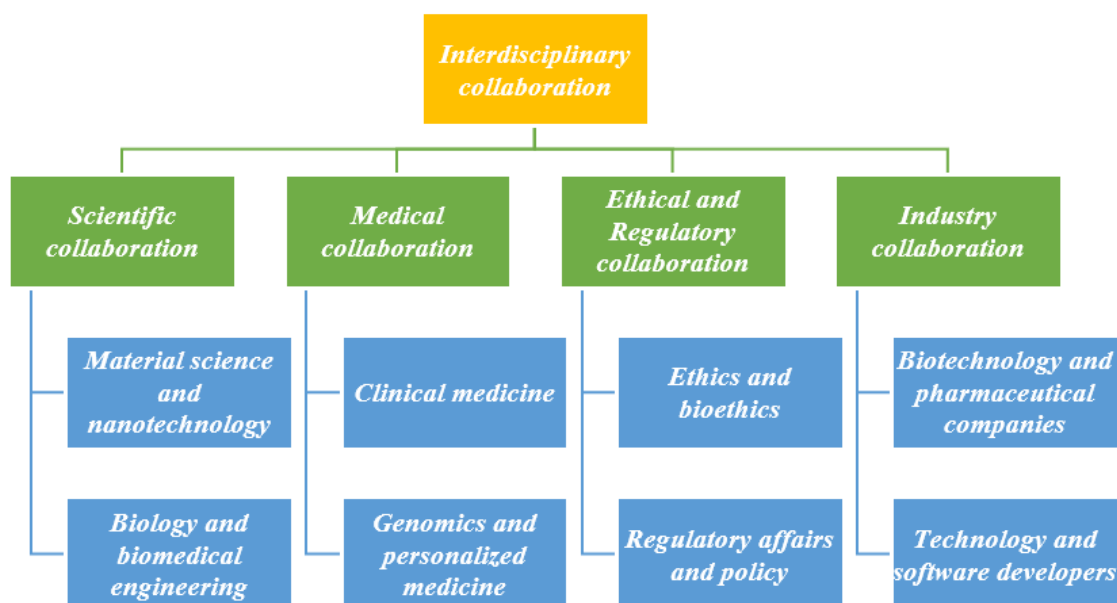 Interdisciplinary
collaboration
Scientific
collaboration
Medical
collaboration
Ethical and
Regulatory
collaboration
Industry
collaboration
Material science
and
nanotechnology
Clinical medicine
Ethics and
bioethics
Biotechnology and
pharmaceutical
companies
Biology and
biomedical
engineering
Genomics and
personalized
medicine
Regulatory affairs
and policy
Technology and
software developers